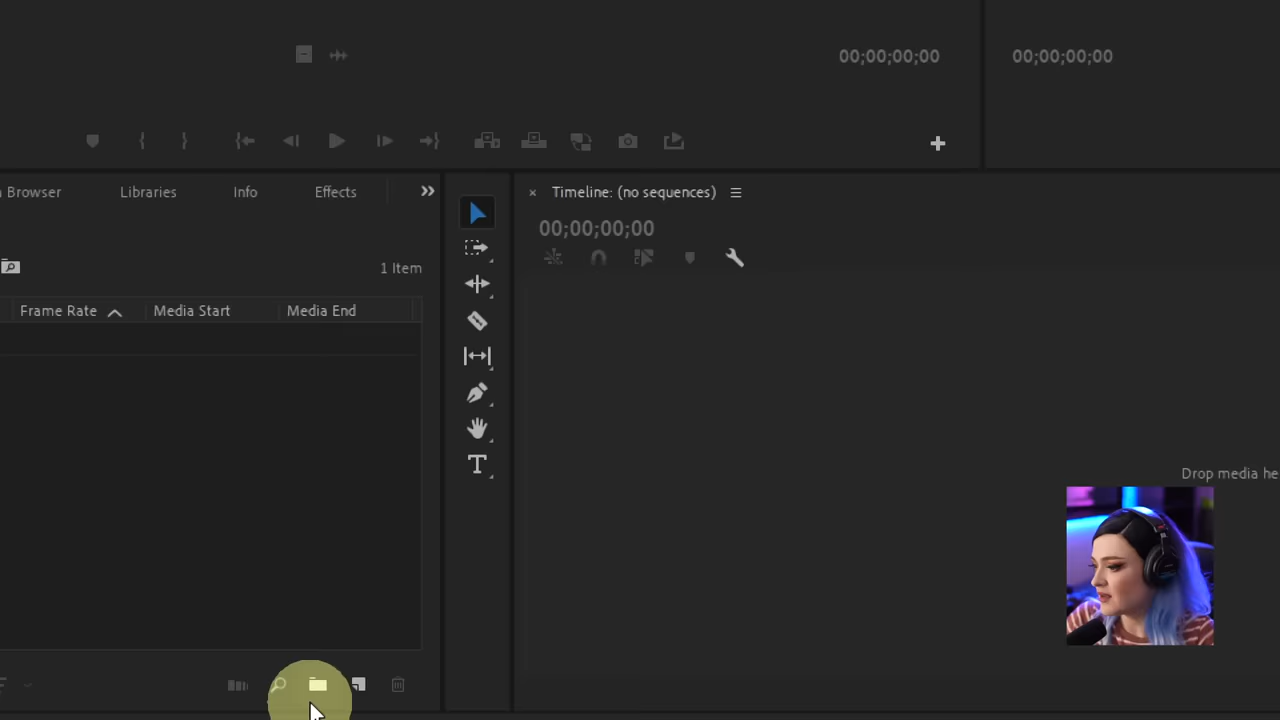 00;00;00;00
00;00;00;00
Browser
Libraries
Info
Effects
Timeline: (no sequences)
00;00;00;00
1 Item
Frame Rate
Media Start
Media End
Drop media he